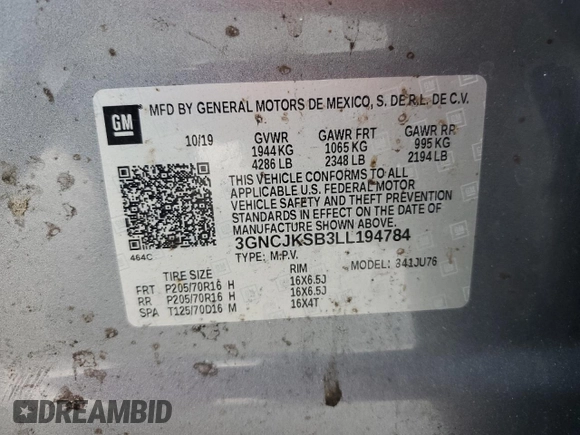 GM
MFD BY GENERAL MOTORS DE MEXICO, S. DE R.L. DE C.V.
10/19 GVWR GAWR FRT GAWR RR
1944 KG 1065 KG 995 KG
4286 LB 2348 LB 2194 LB
THIS VEHICLE CONFORMS TO ALL
APPLICABLE U.S. FEDERAL MOTOR
VEHICLE SAFETY AND THEFT PREVENTION
STANDARDS IN EFFECT ON THE DATE OF
MANUFACTURE SHOWN ABOVE.
3GNCJKSB3LL194784
464C TYPE: M.P.V. MODEL: 341JU76
TIRE SIZE RIM
FRT P205/70R16 H 16X6.5J
RR P205/70R16 H 16X6.5J
SPA T125/70D16 M 16X4T
DREAMBID